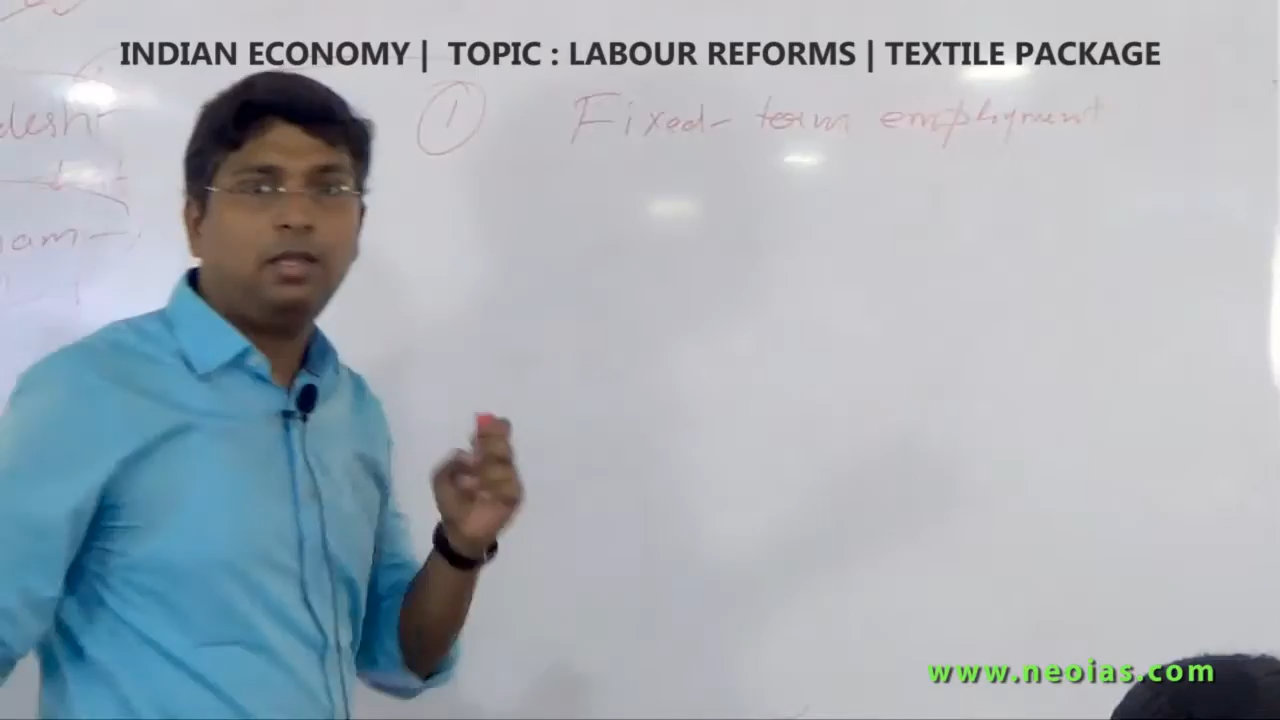 INDIAN ECONOMY | TOPIC : LABOUR REFORMS | TEXTILE PACKAGE
① Fixed-term employment
www.neoias.com